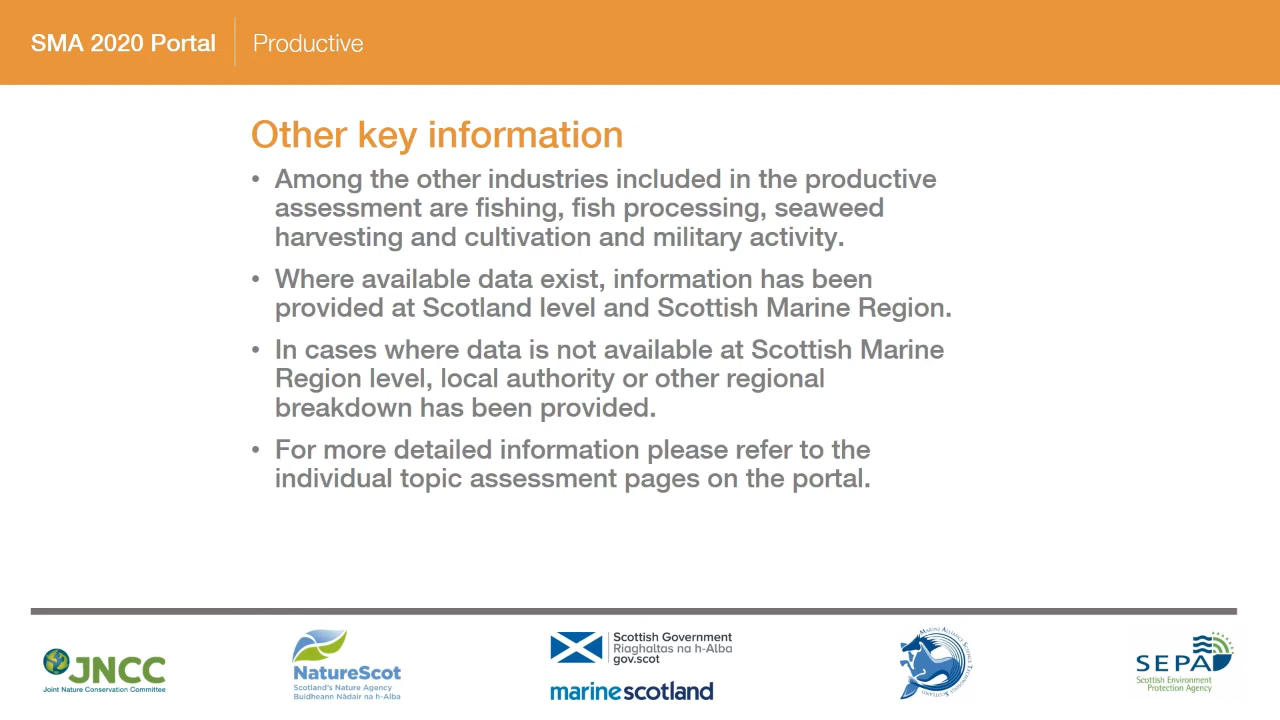 SMA 2020 Portal
Productive
Other key information
• Among the other industries included in the productive
assessment are fishing, fish processing, seaweed
harvesting and cultivation and military activity.
• Where available data exist, information has been
provided at Scotland level and Scottish Marine Region.
• In cases where data is not available at Scottish Marine
Region level, local authority or other regional
breakdown has been provided.
• For more detailed information please refer to the
individual topic assessment pages on the portal.
JNCC
Joint Nature Conservation Committee
NatureScot
Scotland's Nature Agency
Buidheann Nàdair na h-Alba
Scottish Government
Riaghaltas na h-Alba
gov.scot
marinescotland
Marine Alliance Science Technology Scotland
SEPA
Scottish Environment
Protection Agency